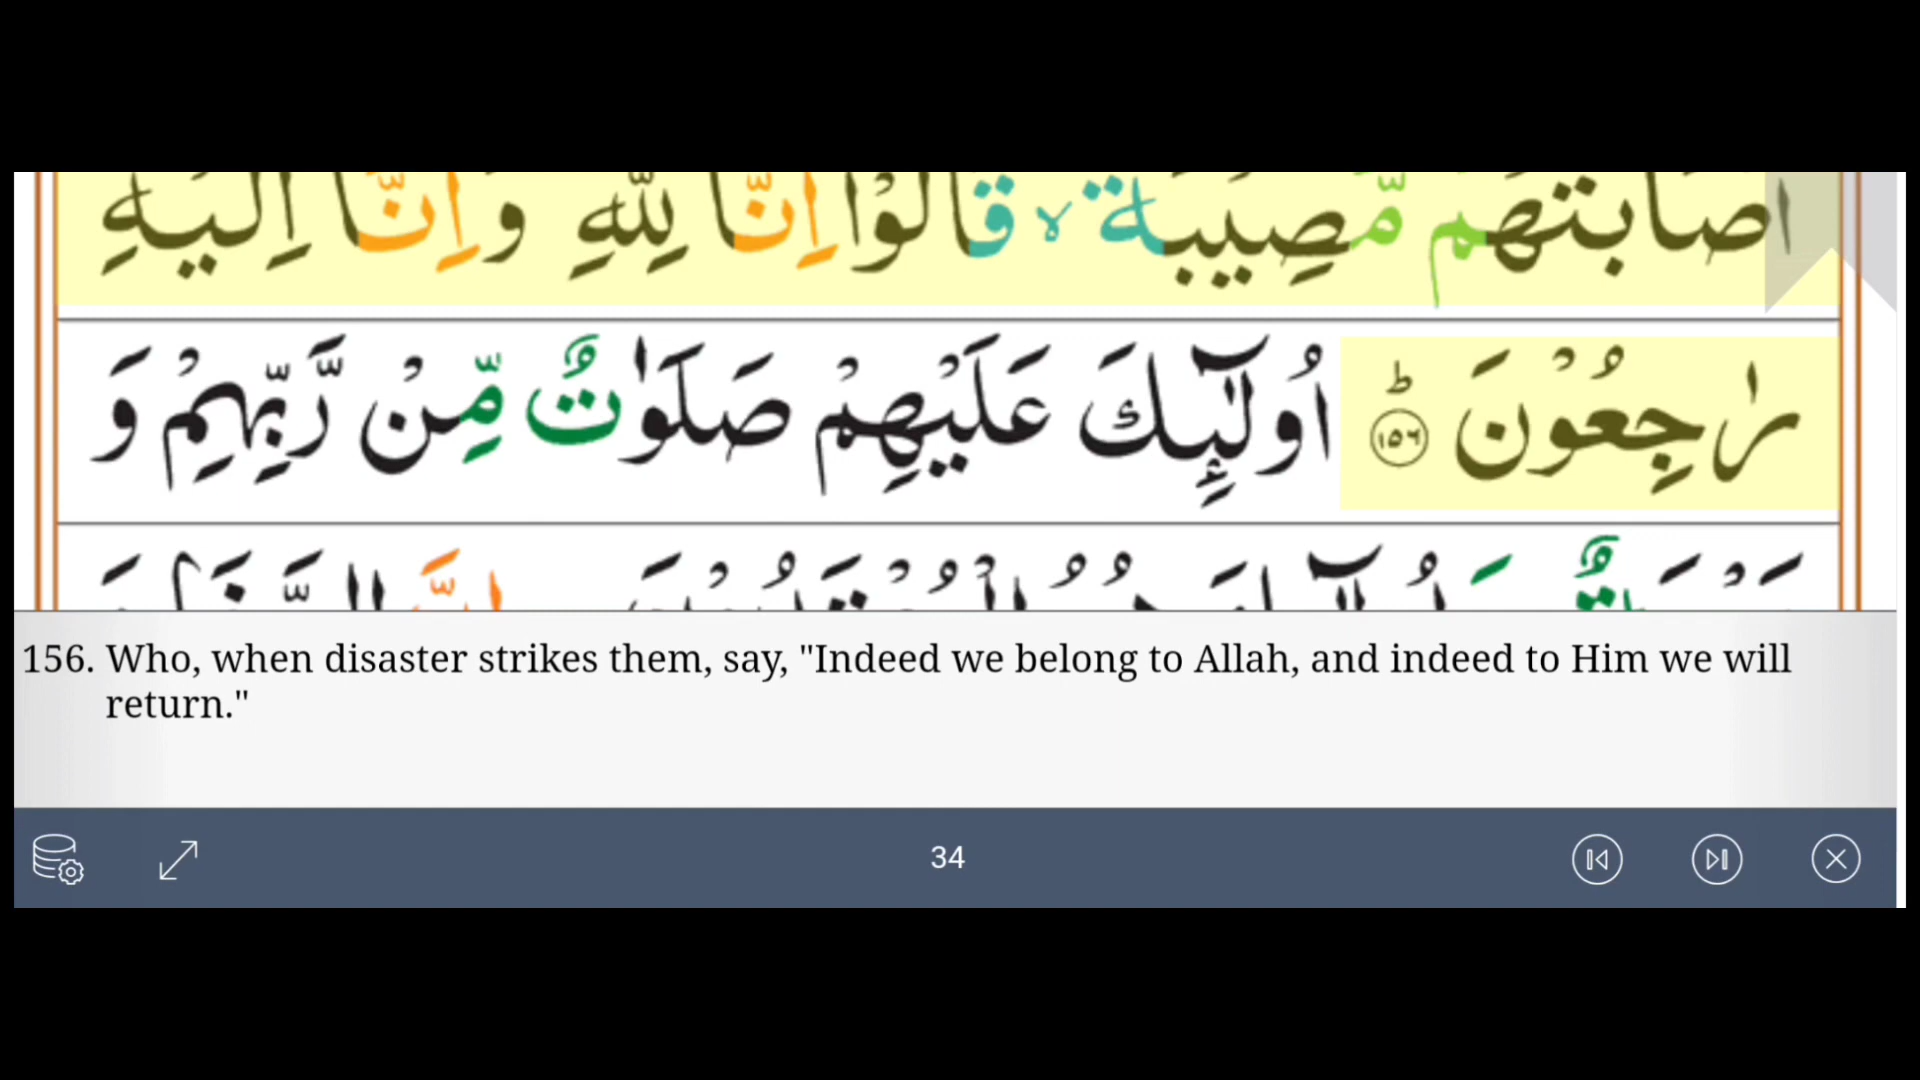 اَصَابَتْهُمْ مُّصِيْبَةٌ ۙ قَالُوْۤا اِنَّا لِلّٰهِ وَاِنَّاۤ اِلَيْهِ
رٰجِعُوْنَ ؕ ﴿۱۵۶﴾ اُولٰٓئِكَ عَلَيْهِمْ صَلَوٰتٌ مِّنْ رَّبِّهِمْ وَ
156. Who, when disaster strikes them, say, "Indeed we belong to Allah, and indeed to Him we will
return."
34